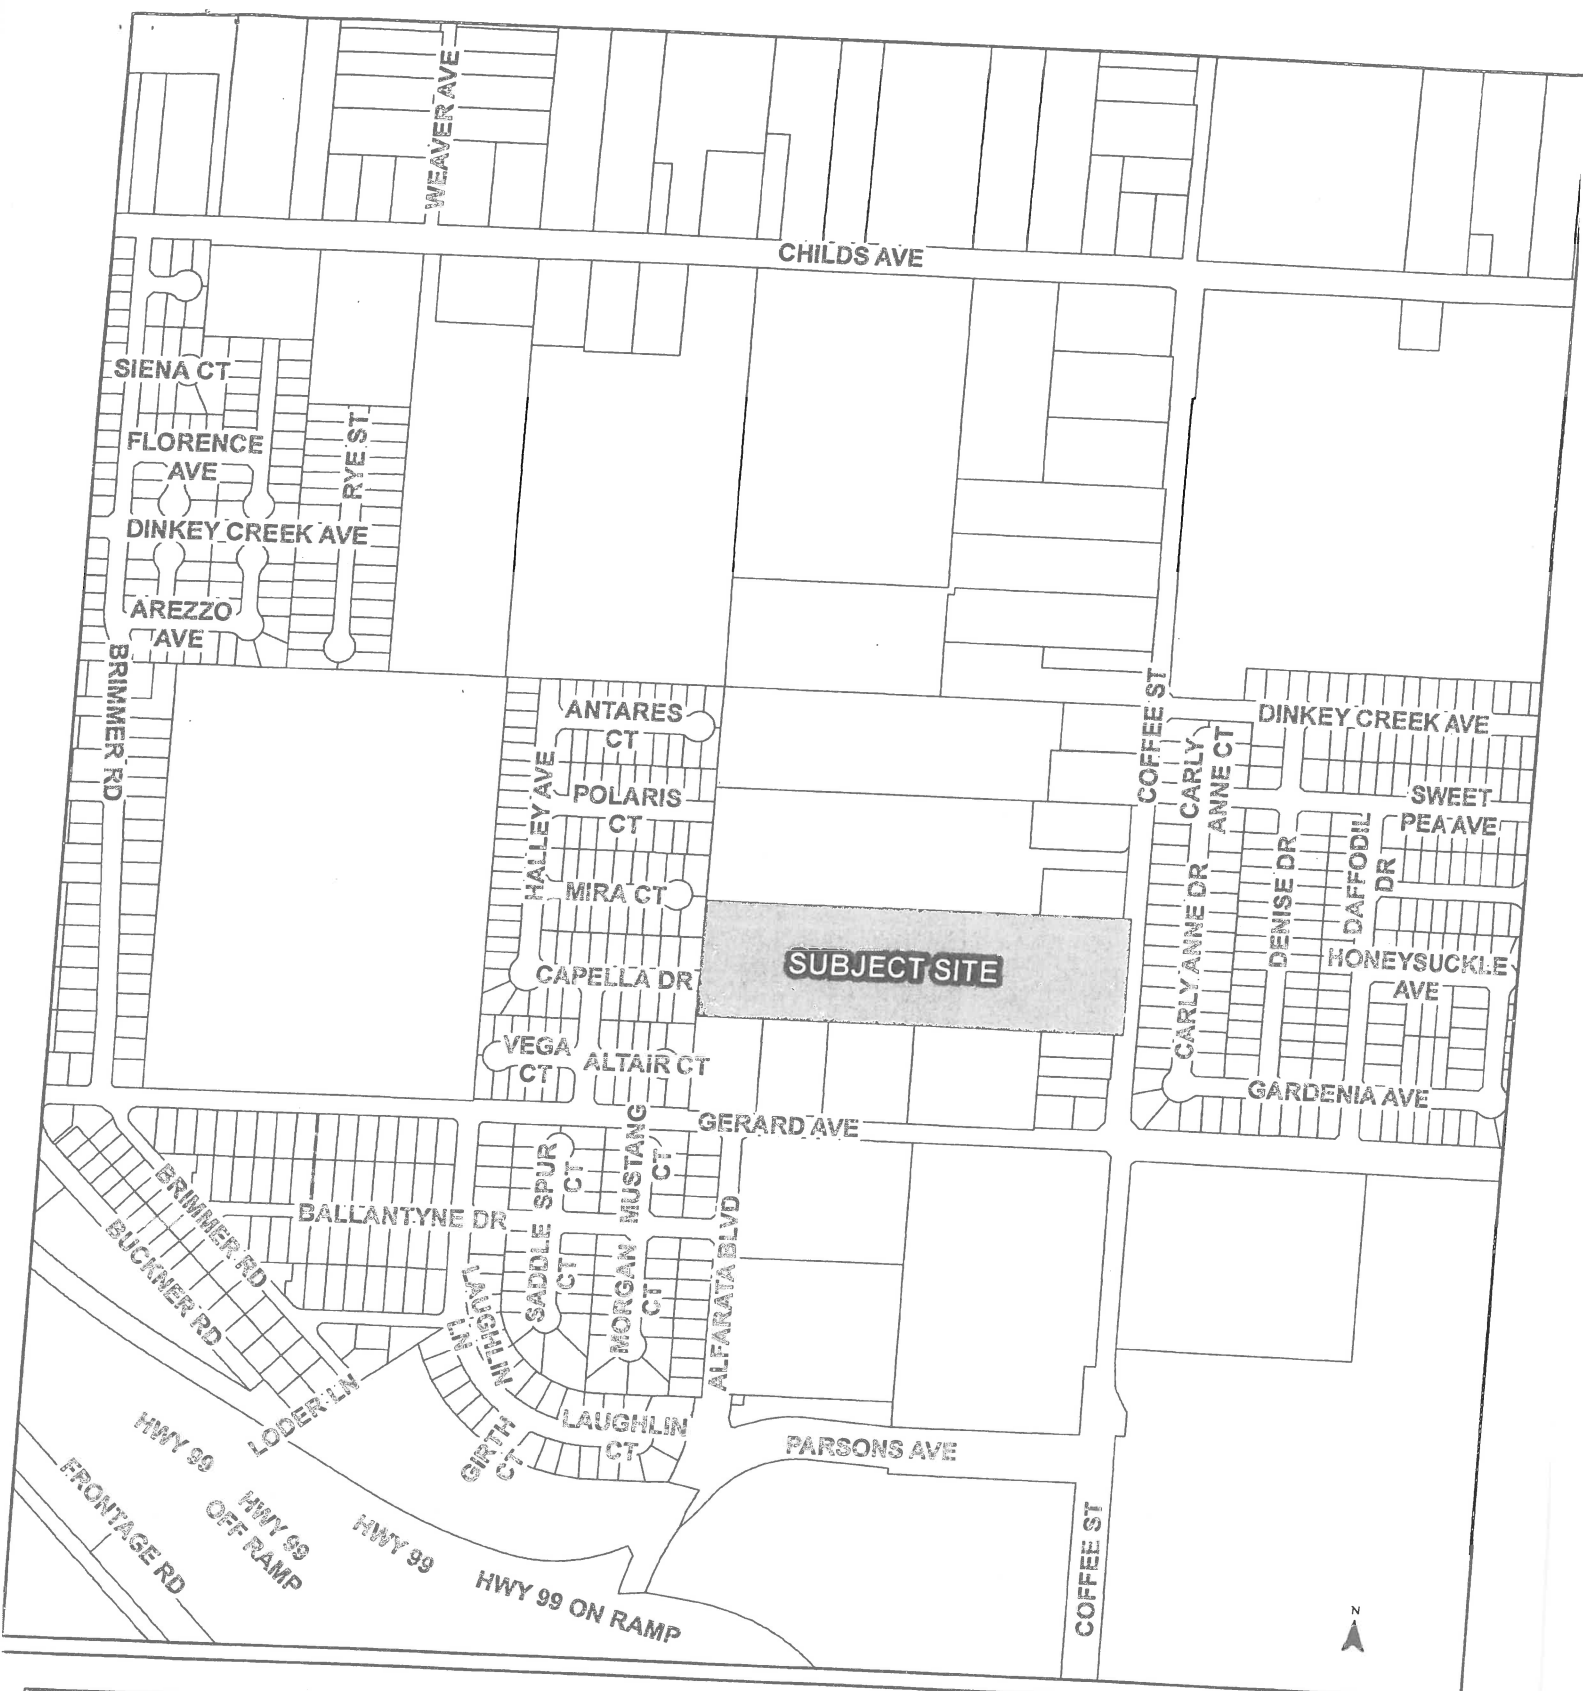 WEAVER AVE
CHILDS AVE
SIENA CT
FLORENCE
AVE
RYE ST
DINKEY CREEK AVE
AREZZO
AVE
BRIMMER RD
ANTARES
CT
HALLEY AVE
POLARIS
CT
MIRA CT
CAPELLA DR
SUBJECT SITE
COFFEE ST
DINKEY CREEK AVE
CARLY
ANNE CT
SWEET
PEA AVE
CARLY ANNE DR
DENISE DR
DAFFODIL
DR
HONEYSUCKLE
AVE
VEGA
CT
ALTAIR CT
GARDENIA AVE
GERARD AVE
BRIMMER RD
BUCKNER RD
BALLANTYNE DR
SADDLE SPUR
CT
MUSTANG
CT
SADDLE
CT
MORGAN
CT
ALFARATA BLVD
LAUGHLIN
LN
LODER LN
GIRTH
CT
LAUGHLIN
CT
PARSONS AVE
HWY 99
FRONTAGE RD
HWY 99
OFF RAMP
HWY 99
HWY 99 ON RAMP
COFFEE ST
N